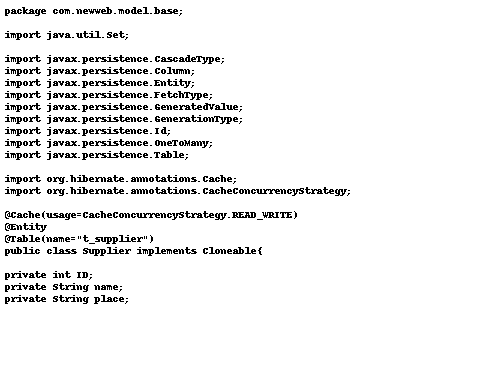 package com.newweb.model.base;
import java.util.Set;
import javax.persistence.CascadeType;
import javax.persistence.Column;
import javax.persistence.Entity;
import javax.persistence.FetchType;
import javax.persistence.GeneratedValue;
import javax.persistence.GenerationType;
import javax.persistence.Id;
import javax.persistence.OneToMany;
import javax.persistence.Table;
import org.hibernate.annotations.Cache;
import org.hibernate.annotations.CacheConcurrencyStrategy;
@Cache(usage=CacheConcurrencyStrategy.READ_WRITE)
@Entity
@Table(name="t_supplier")
public class Supplier implements Cloneable{
private int ID;
private String name;
private String place;